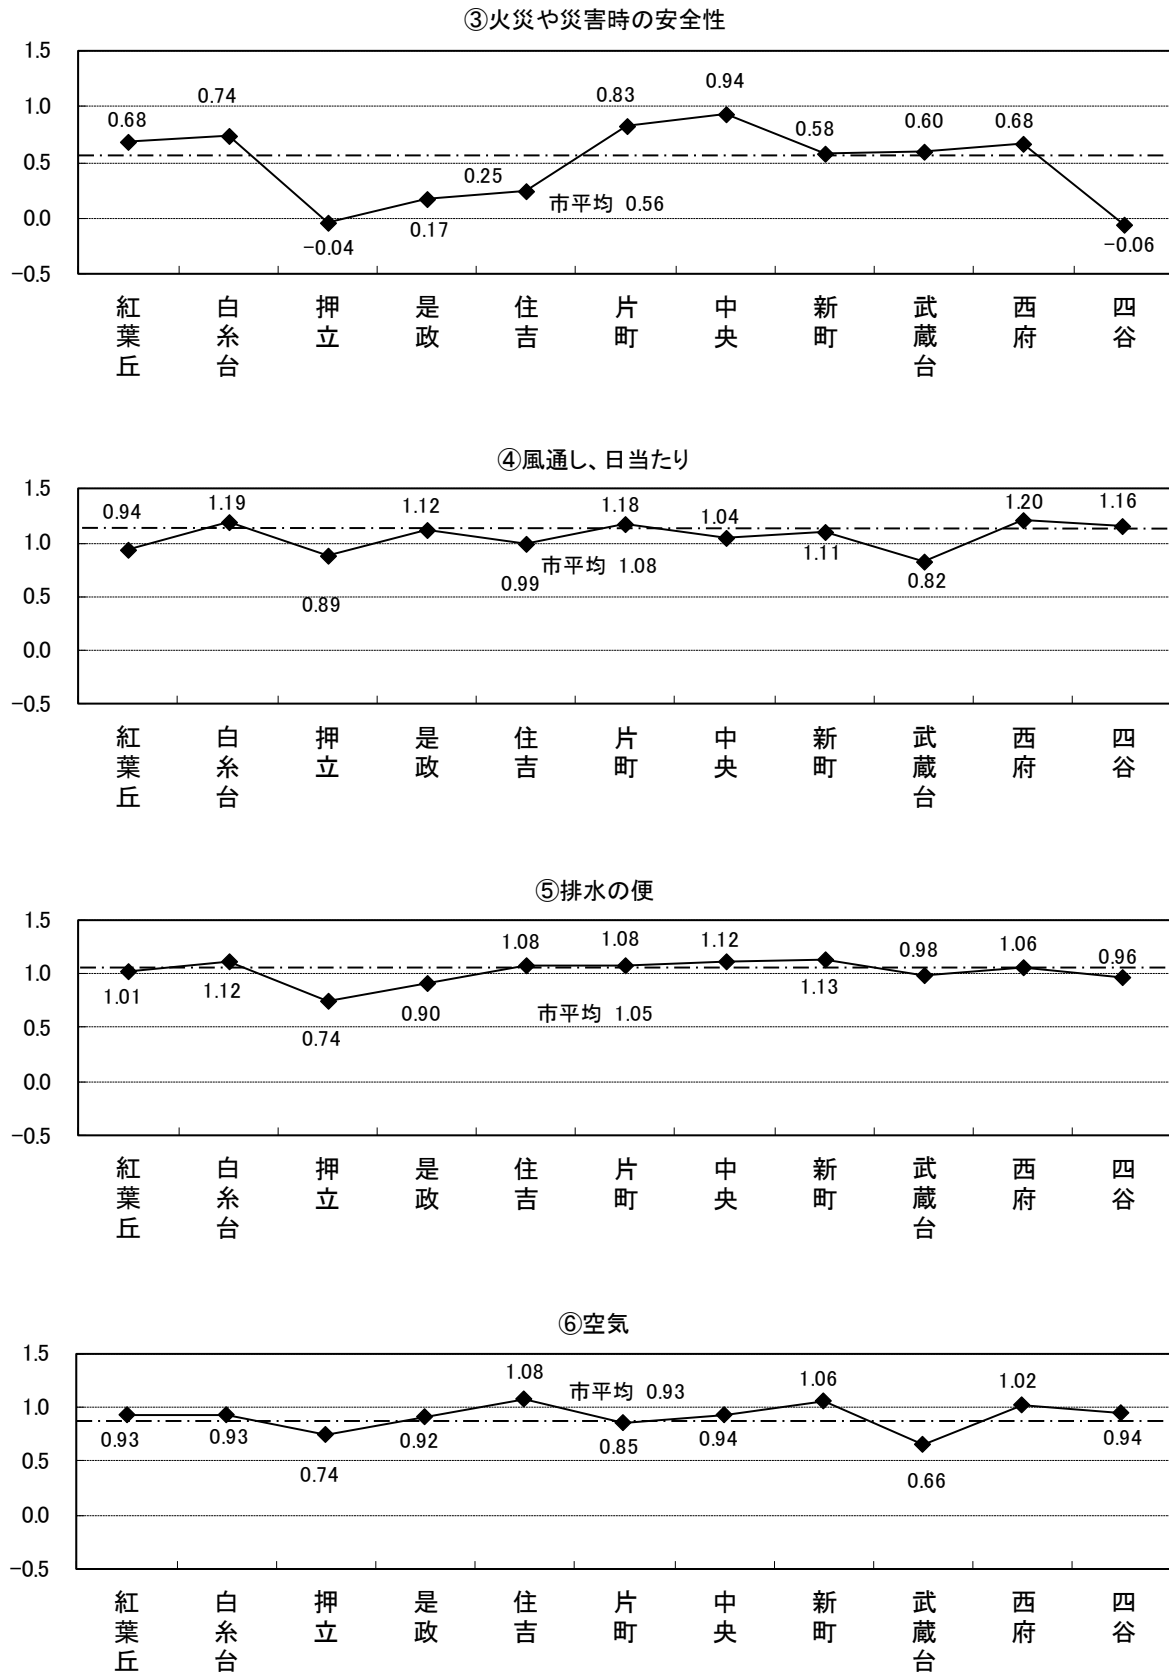 ③火災や災害時の安全性
1.5
1.0
0.5
0.0
−0.5
0.68
0.74
−0.04
0.17
0.25
0.83
0.94
0.58
0.60
0.68
−0.06
市平均 0.56
紅葉丘
白糸台
押立
是政
住吉
片町
中央
新町
武蔵台
西府
四谷
④風通し、日当たり
1.5
1.0
0.5
0.0
−0.5
0.94
1.19
0.89
1.12
0.99
1.18
1.04
1.11
0.82
1.20
1.16
市平均 1.08
紅葉丘
白糸台
押立
是政
住吉
片町
中央
新町
武蔵台
西府
四谷
⑤排水の便
1.5
1.0
0.5
0.0
−0.5
1.01
1.12
0.74
0.90
1.08
1.08
1.12
1.13
0.98
1.06
0.96
市平均 1.05
紅葉丘
白糸台
押立
是政
住吉
片町
中央
新町
武蔵台
西府
四谷
⑥空気
1.5
1.0
0.5
0.0
−0.5
0.93
0.93
0.74
0.92
1.08
0.85
0.94
1.06
0.66
1.02
0.94
市平均 0.93
紅葉丘
白糸台
押立
是政
住吉
片町
中央
新町
武蔵台
西府
四谷